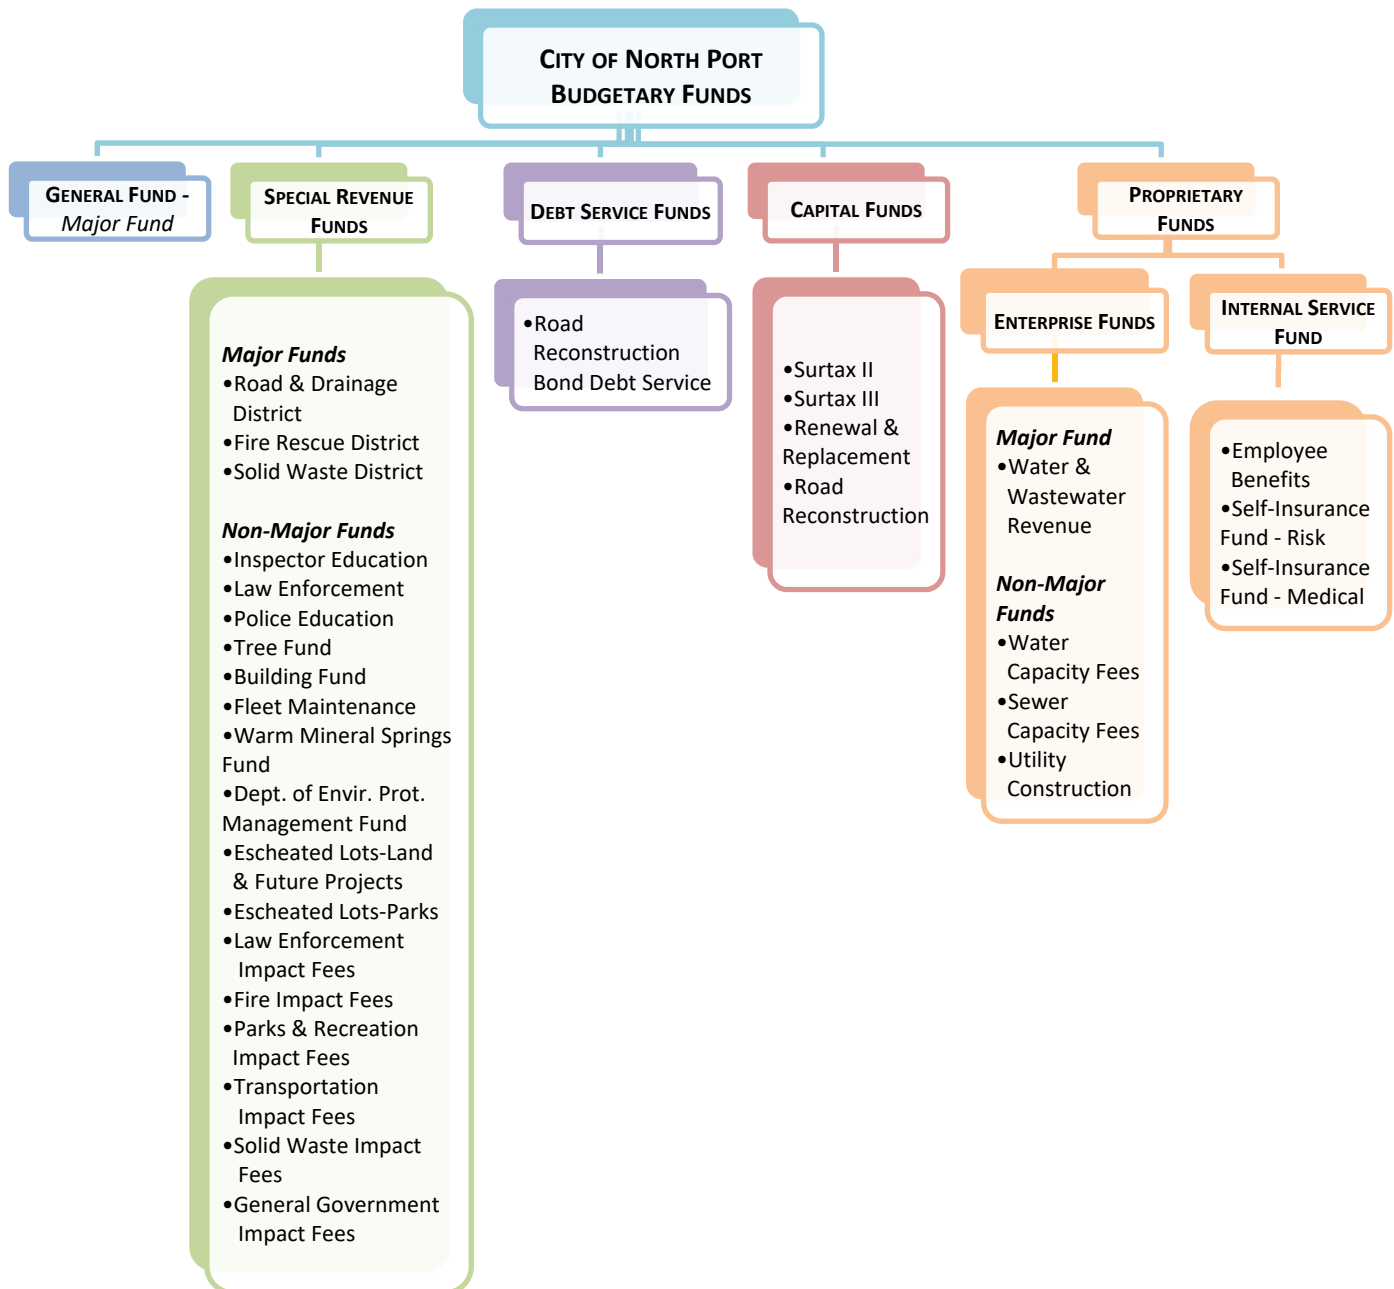 CITY OF NORTH PORT
BUDGETARY FUNDS
GENERAL FUND -
Major Fund
SPECIAL REVENUE
FUNDS
DEBT SERVICE FUNDS
CAPITAL FUNDS
PROPRIETARY
FUNDS
Major Funds
•Road & Drainage
District
•Fire Rescue District
•Solid Waste District
Non-Major Funds
•Inspector Education
•Law Enforcement
•Police Education
•Tree Fund
•Building Fund
•Fleet Maintenance
•Warm Mineral Springs
Fund
•Dept. of Envir. Prot.
Management Fund
•Escheated Lots-Land
& Future Projects
•Escheated Lots-Parks
•Law Enforcement
Impact Fees
•Fire Impact Fees
•Parks & Recreation
Impact Fees
•Transportation
Impact Fees
•Solid Waste Impact
Fees
•General Government
Impact Fees
•Road
Reconstruction
Bond Debt Service
•Surtax II
•Surtax III
•Renewal &
Replacement
•Road
Reconstruction
ENTERPRISE FUNDS
Major Fund
•Water &
Wastewater
Revenue
Non-Major
Funds
•Water
Capacity Fees
•Sewer
Capacity Fees
•Utility
Construction
INTERNAL SERVICE
FUND
•Employee
Benefits
•Self-Insurance
Fund - Risk
•Self-Insurance
Fund - Medical